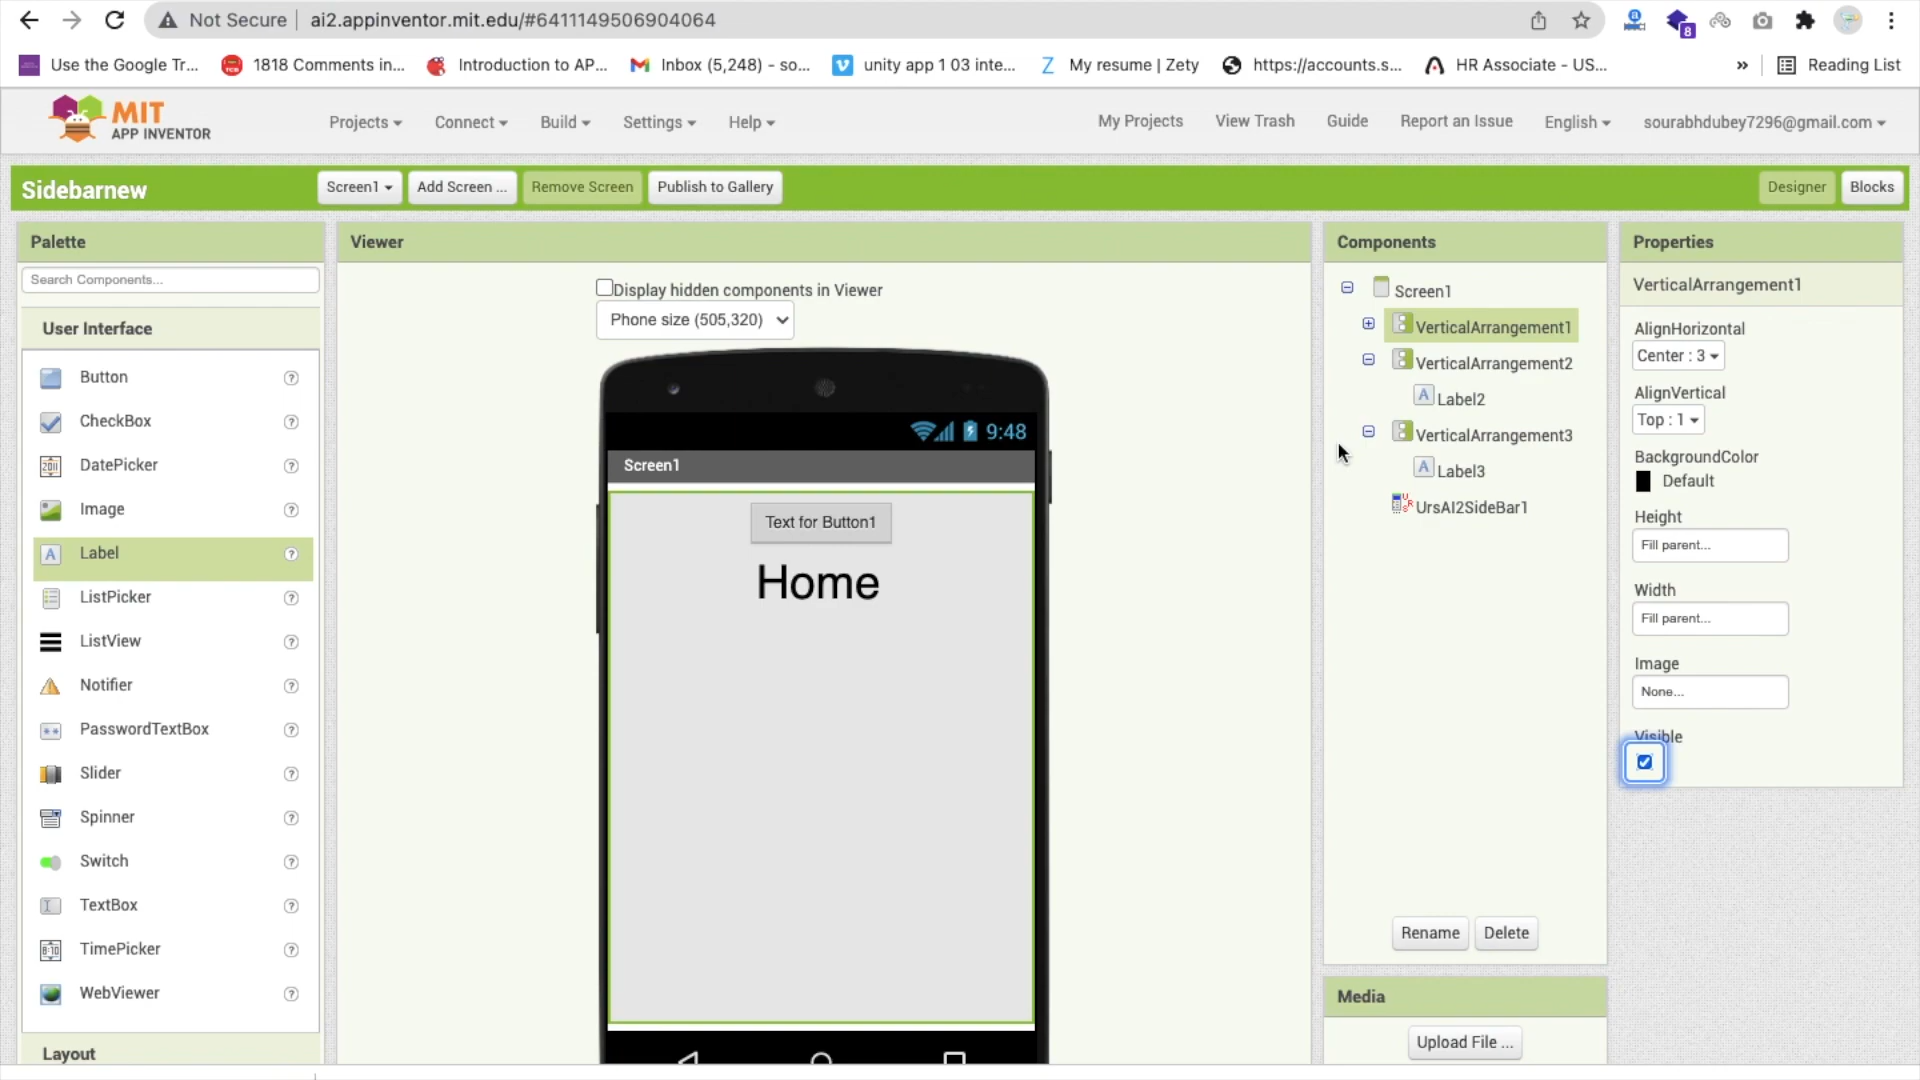 Not Secure | ai2.appinventor.mit.edu/#6411149506904064
8
Use the Google Tr... 1818 Comments in... Introduction to AP... Inbox (5,248) - so... unity app 1 03 inte... My resume | Zety https://accounts.s... HR Associate - US... » Reading List
MIT
APP INVENTOR
Projects Connect Build Settings Help My Projects View Trash Guide Report an Issue English sourabhdubey7296@gmail.com
Sidebarnew Screen1 Add Screen ... Remove Screen Publish to Gallery Designer Blocks
Palette
Search Components...
User Interface
Button ?
CheckBox ?
DatePicker ?
Image ?
Label ?
ListPicker ?
ListView ?
Notifier ?
PasswordTextBox ?
Slider ?
Spinner ?
Switch ?
TextBox ?
TimePicker ?
WebViewer ?
Layout
Viewer
Display hidden components in Viewer
Phone size (505,320)
9:48
Screen1
Text for Button1
Home
Components
Screen1
VerticalArrangement1
VerticalArrangement2
Label2
VerticalArrangement3
Label3
UrsAI2SideBar1
Rename Delete
Media
Upload File ...
Properties
VerticalArrangement1
AlignHorizontal
Center : 3
AlignVertical
Top : 1
BackgroundColor
Default
Height
Fill parent...
Width
Fill parent...
Image
None...
Visible